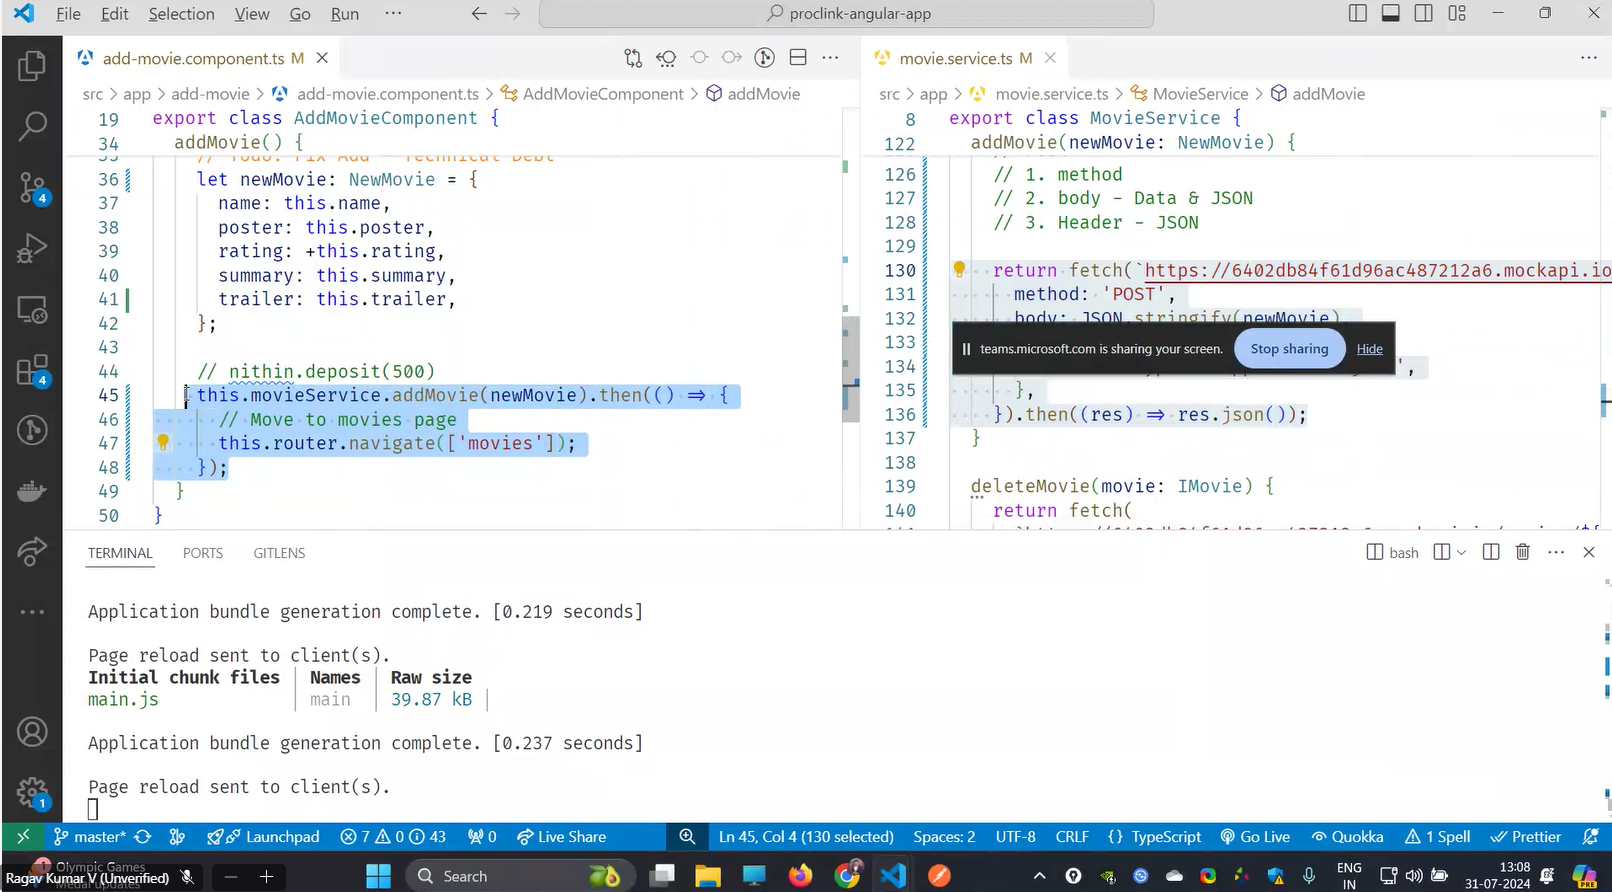 File Edit Selection View Go Run ··· proclink-angular-app
add-movie.component.ts M
src > app > add-movie > add-movie.component.ts > AddMovieComponent > addMovie
19 export class AddMovieComponent {
34 addMovie() {
// Todo: Fix Add - Technical Debt
36 let newMovie: NewMovie = {
37 name: this.name,
38 poster: this.poster,
39 rating: +this.rating,
40 summary: this.summary,
41 trailer: this.trailer,
42 };
43
44 // nithin.deposit(500)
45 this.movieService.addMovie(newMovie).then(() => {
46 // Move to movies page
47 this.router.navigate(['movies']);
48 });
49 }
50 }
movie.service.ts M
src > app > movie.service.ts > MovieService > addMovie
8 export class MovieService {
122 addMovie(newMovie: NewMovie) {
126 // 1. method
127 // 2. body - Data & JSON
128 // 3. Header - JSON
129
130 return fetch(`https://6402db84f61d96ac487212a6.mockapi.io
131 method: 'POST',
132 body: JSON.stringify(newMovie)
133
teams.microsoft.com is sharing your screen. Stop sharing Hide
134 ',
135 },
136 }).then((res) => res.json());
137 }
138
139 deleteMovie(movie: IMovie) {
140 return fetch(
TERMINAL PORTS GITLENS
bash
Application bundle generation complete. [0.219 seconds]
Page reload sent to client(s).
Initial chunk files | Names | Raw size
main.js | main | 39.87 kB |
Application bundle generation complete. [0.237 seconds]
Page reload sent to client(s).
master* Launchpad 7 0 43 0 Live Share Ln 45, Col 4 (130 selected) Spaces: 2 UTF-8 CRLF {} TypeScript Go Live Quokka 1 Spell Prettier
Olympic Games
Medal updates
Ragav Kumar V (Unverified)
Search
ENG
IN
13:08
31-07-2024